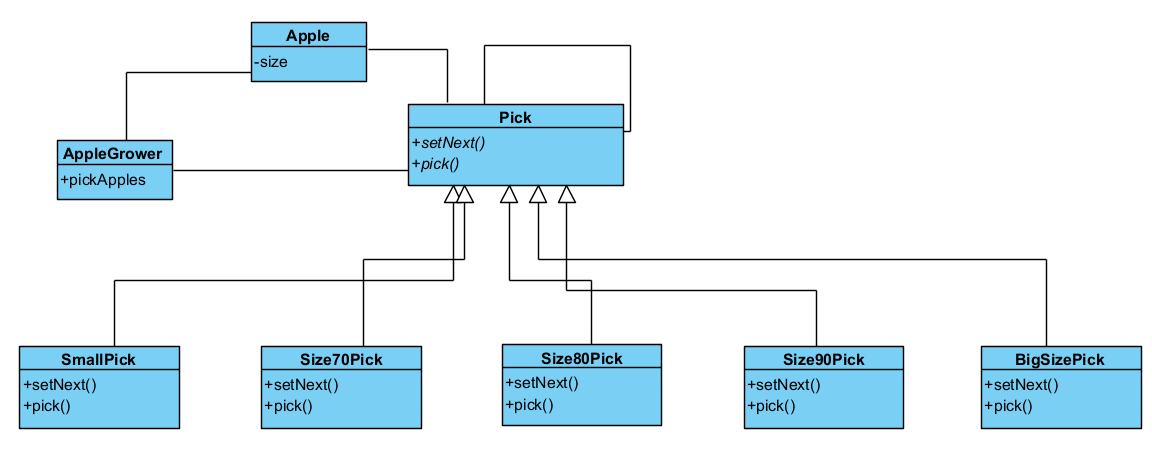 Apple
-size
Pick
+setNext()
+pick()
AppleGrower
+pickApples
SmallPick
+setNext()
+pick()
Size70Pick
+setNext()
+pick()
Size80Pick
+setNext()
+pick()
Size90Pick
+setNext()
+pick()
BigSizePick
+setNext()
+pick()